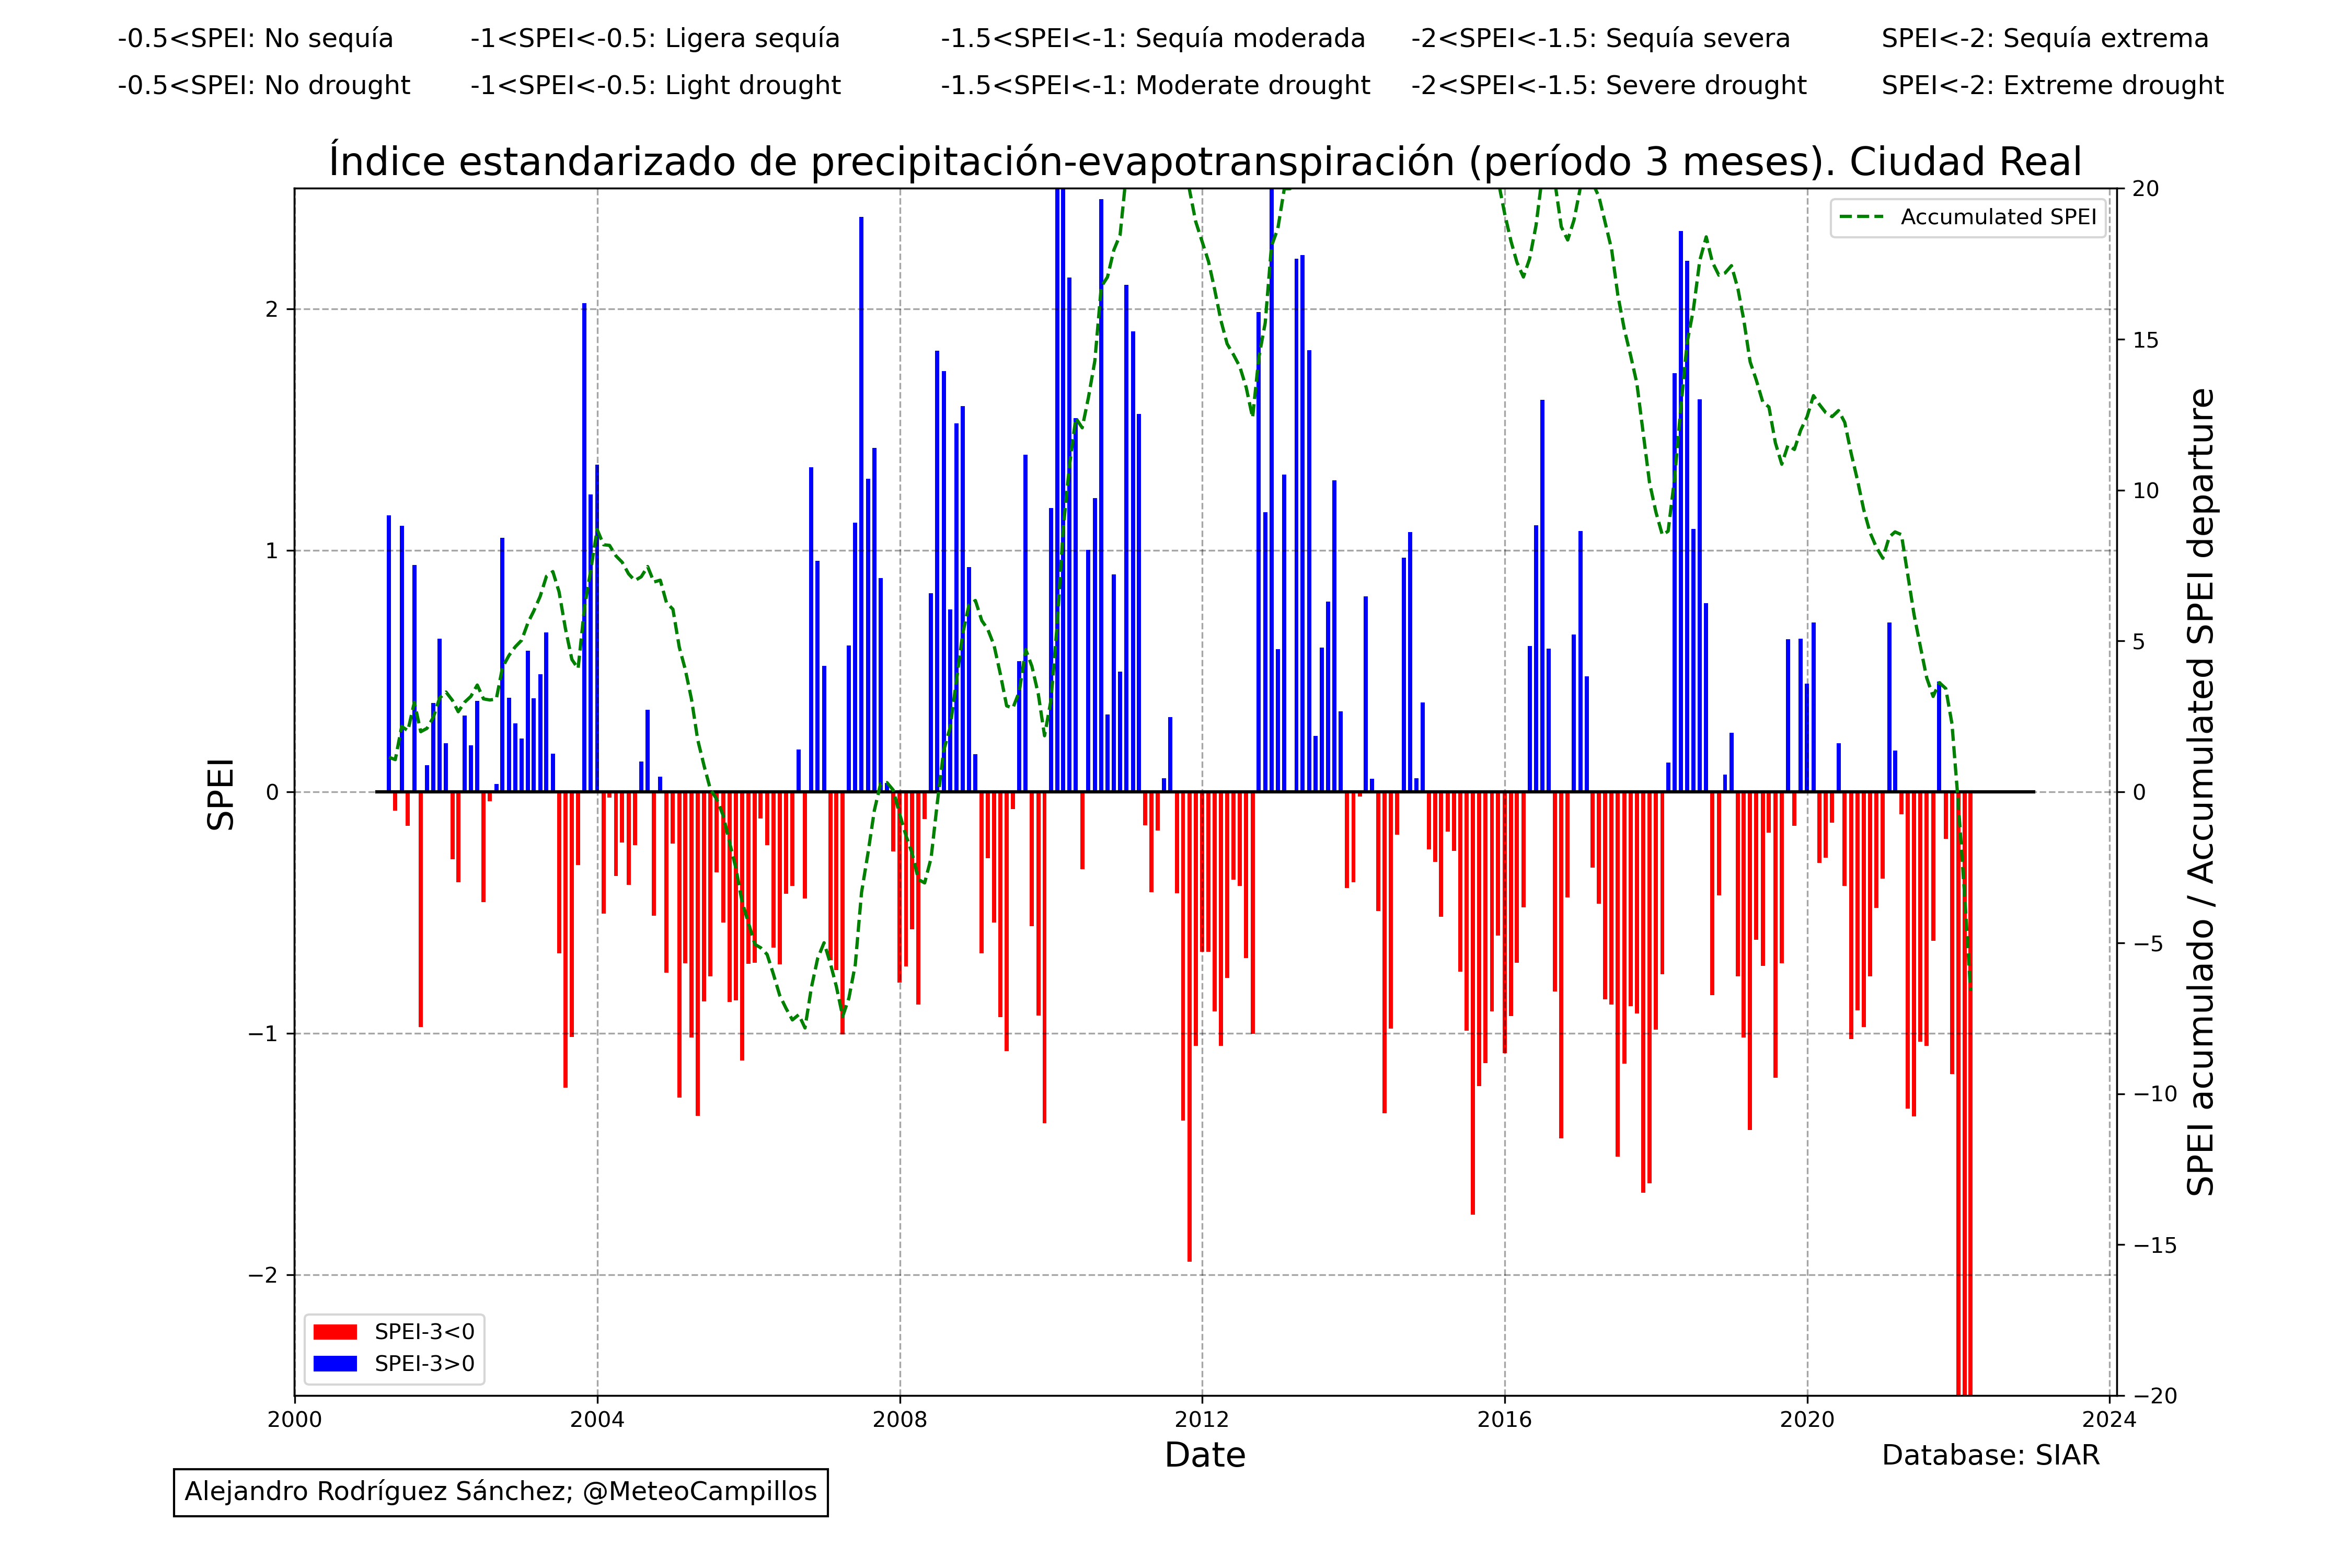 -0.5<SPEI: No sequía -1<SPEI<-0.5: Ligera sequía -1.5<SPEI<-1: Sequía moderada -2<SPEI<-1.5: Sequía severa SPEI<-2: Sequía extrema
-0.5<SPEI: No drought -1<SPEI<-0.5: Light drought -1.5<SPEI<-1: Moderate drought -2<SPEI<-1.5: Severe drought SPEI<-2: Extreme drought
Índice estandarizado de precipitación-evapotranspiración (período 3 meses). Ciudad Real
Accumulated SPEI
SPEI
2
1
0
−1
−2
20
15
10
5
0
−5
−10
−15
−20
SPEI acumulado / Accumulated SPEI departure
SPEI-3<0
SPEI-3>0
2000 2004 2008 2012 2016 2020 2024
Date
Database: SIAR
Alejandro Rodríguez Sánchez; @MeteoCampillos